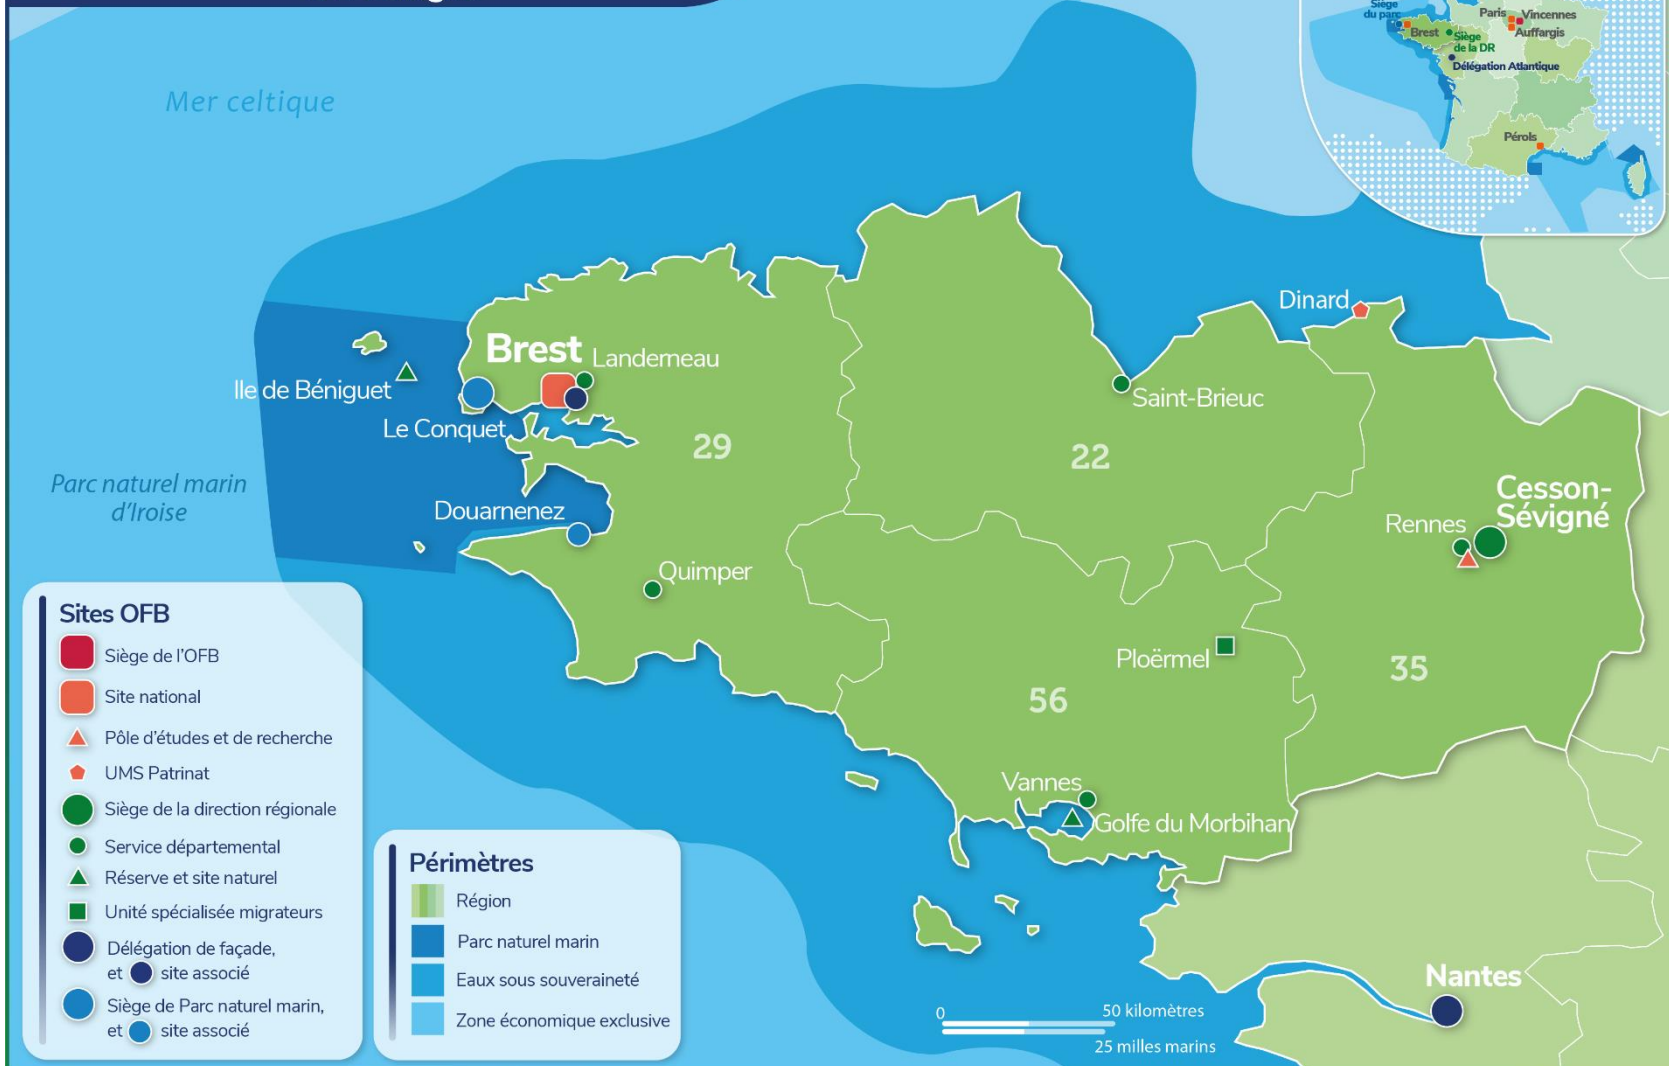 Siège
du parc
Brest
Siège
de la DR
Délégation Atlantique
Paris
Vincennes
Auffargis
Pérols
Mer celtique
Dinard
Brest
Landerneau
Ile de Béniguet
Le Conquet
Saint-Brieuc
29
22
Parc naturel marin
d'Iroise
Douarnenez
Cesson-
Sévigné
Rennes
Quimper
Ploërmel
35
56
Vannes
Golfe du Morbihan
Nantes
Sites OFB
Siège de l'OFB
Site national
Pôle d'études et de recherche
UMS Patrinat
Siège de la direction régionale
Service départemental
Réserve et site naturel
Unité spécialisée migrateurs
Délégation de façade,
et site associé
Siège de Parc naturel marin,
et site associé
Périmètres
Région
Parc naturel marin
Eaux sous souveraineté
Zone économique exclusive
0 50 kilomètres
25 milles marins